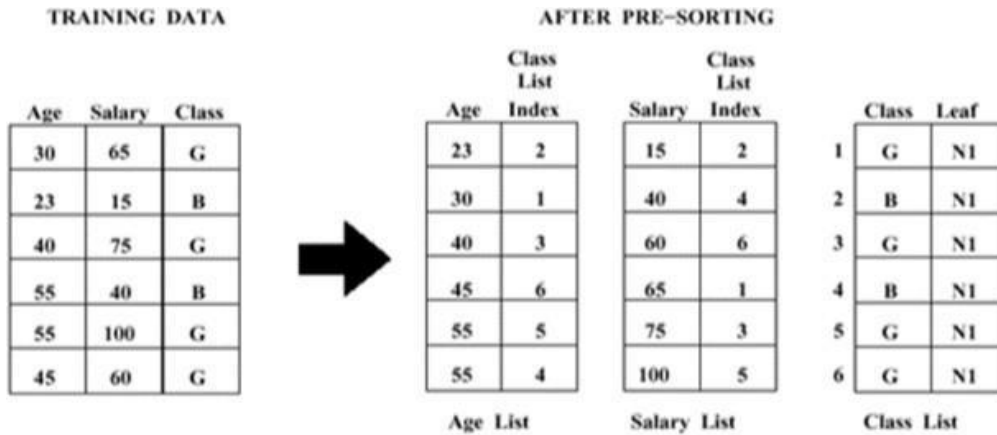 TRAINING DATA
AFTER PRE-SORTING
Age Salary Class
30 65 G
23 15 B
40 75 G
55 40 B
55 100 G
45 60 G
Class
List
Age Index
23 2
30 1
40 3
45 6
55 5
55 4
Age List
Class
List
Salary Index
15 2
40 4
60 6
65 1
75 3
100 5
Salary List
Class Leaf
1 G N1
2 B N1
3 G N1
4 B N1
5 G N1
6 G N1
Class List